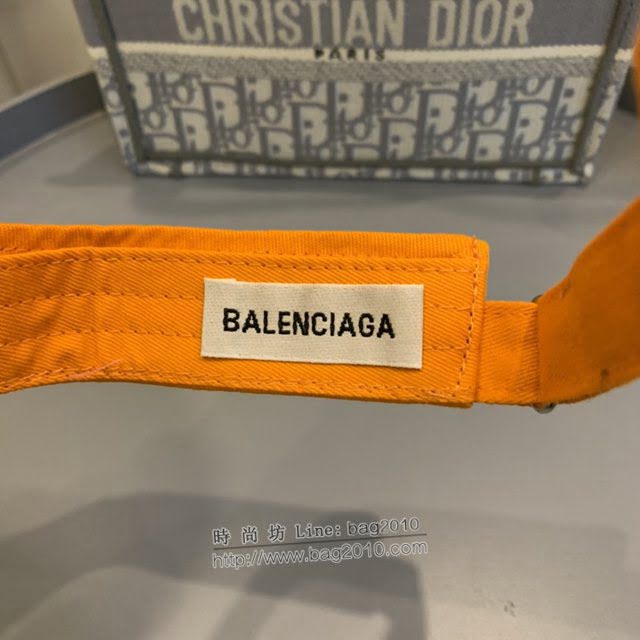 CHRISTIAN DIOR
PARIS
BALENCIAGA
時尚坊 Line: bag2010
http://www.bag2010.com